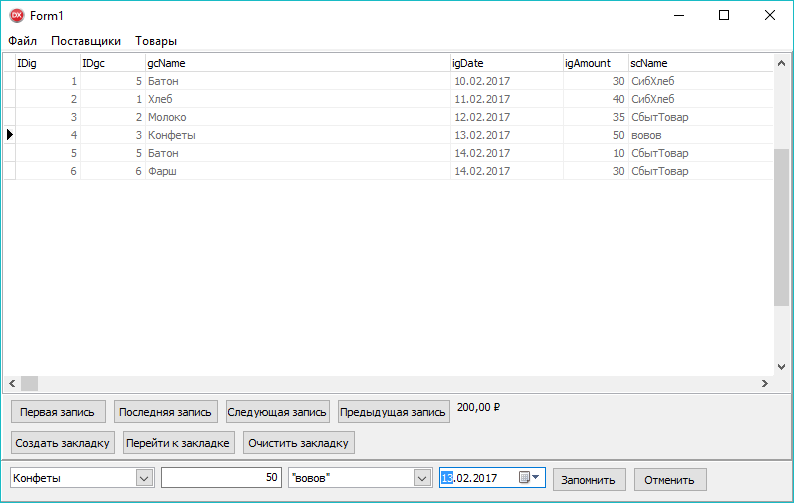 DX Form1
Файл Поставщики Товары
IDig IDgc gcName igDate igAmount scName
1 5 Батон 10.02.2017 30 СибХлеб
2 1 Хлеб 11.02.2017 40 СибХлеб
3 2 Молоко 12.02.2017 35 СбытТовар
4 3 Конфеты 13.02.2017 50 вовов
5 5 Батон 14.02.2017 10 СбытТовар
6 6 Фарш 14.02.2017 30 СбытТовар
Первая запись Последняя запись Следующая запись Предыдущая запись 200,00 ₽
Создать закладку Перейти к закладке Очистить закладку
Конфеты 50 "вовов" 13.02.2017 Запомнить Отменить